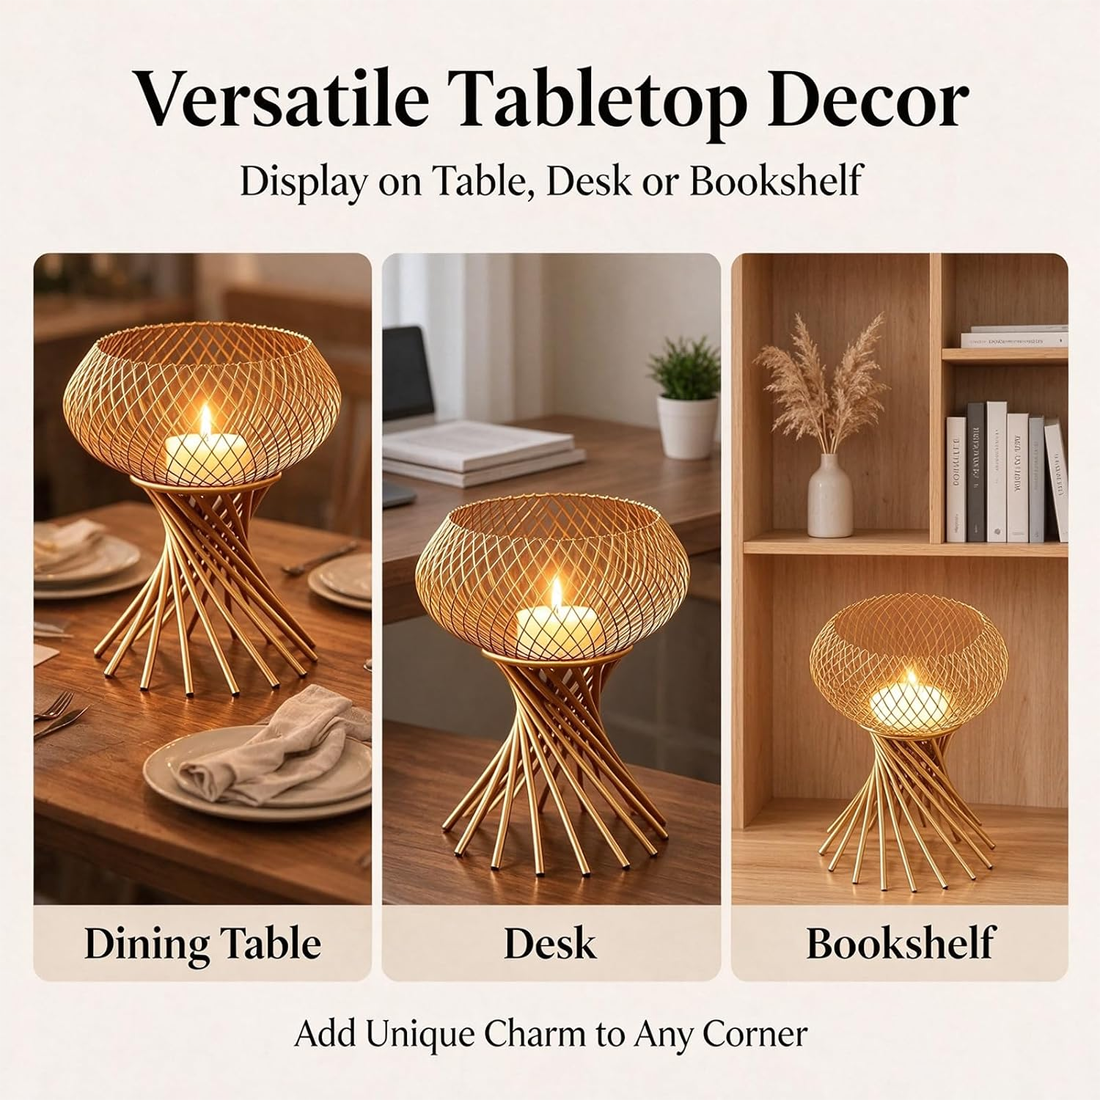 Versatile Tabletop Decor
Display on Table, Desk or Bookshelf
Dining Table
Desk
Bookshelf
Add Unique Charm to Any Corner